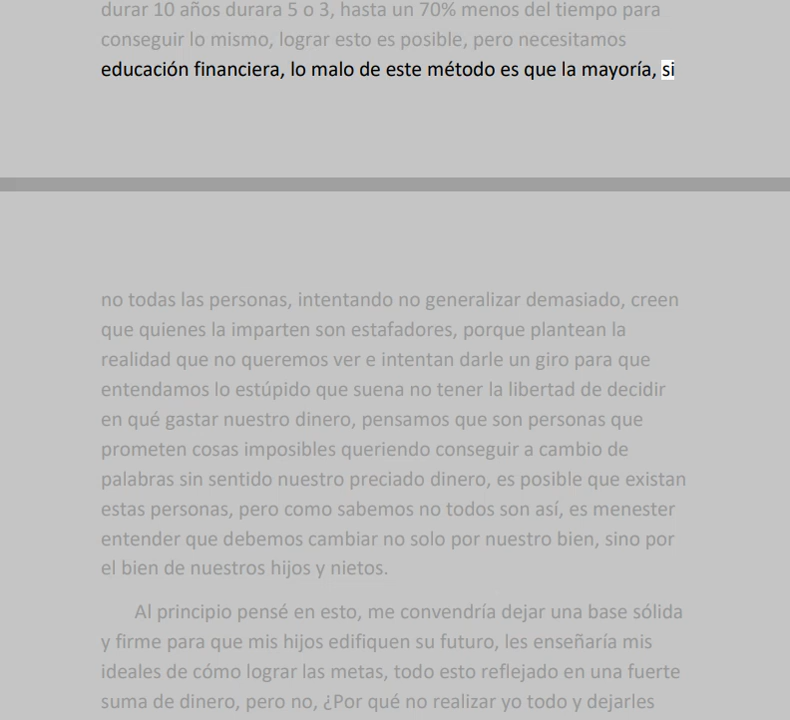 durar 10 años durara 5 o 3, hasta un 70% menos del tiempo para
conseguir lo mismo, lograr esto es posible, pero necesitamos
educación financiera, lo malo de este método es que la mayoría, si
no todas las personas, intentando no generalizar demasiado, creen
que quienes la imparten son estafadores, porque plantean la
realidad que no queremos ver e intentan darle un giro para que
entendamos lo estúpido que suena no tener la libertad de decidir
en qué gastar nuestro dinero, pensamos que son personas que
prometen cosas imposibles queriendo conseguir a cambio de
palabras sin sentido nuestro preciado dinero, es posible que existan
estas personas, pero como sabemos no todos son así, es menester
entender que debemos cambiar no solo por nuestro bien, sino por
el bien de nuestros hijos y nietos.
Al principio pensé en esto, me convendría dejar una base sólida
y firme para que mis hijos edifiquen su futuro, les enseñaría mis
ideales de cómo lograr las metas, todo esto reflejado en una fuerte
suma de dinero, pero no, ¿Por qué no realizar yo todo y dejarles